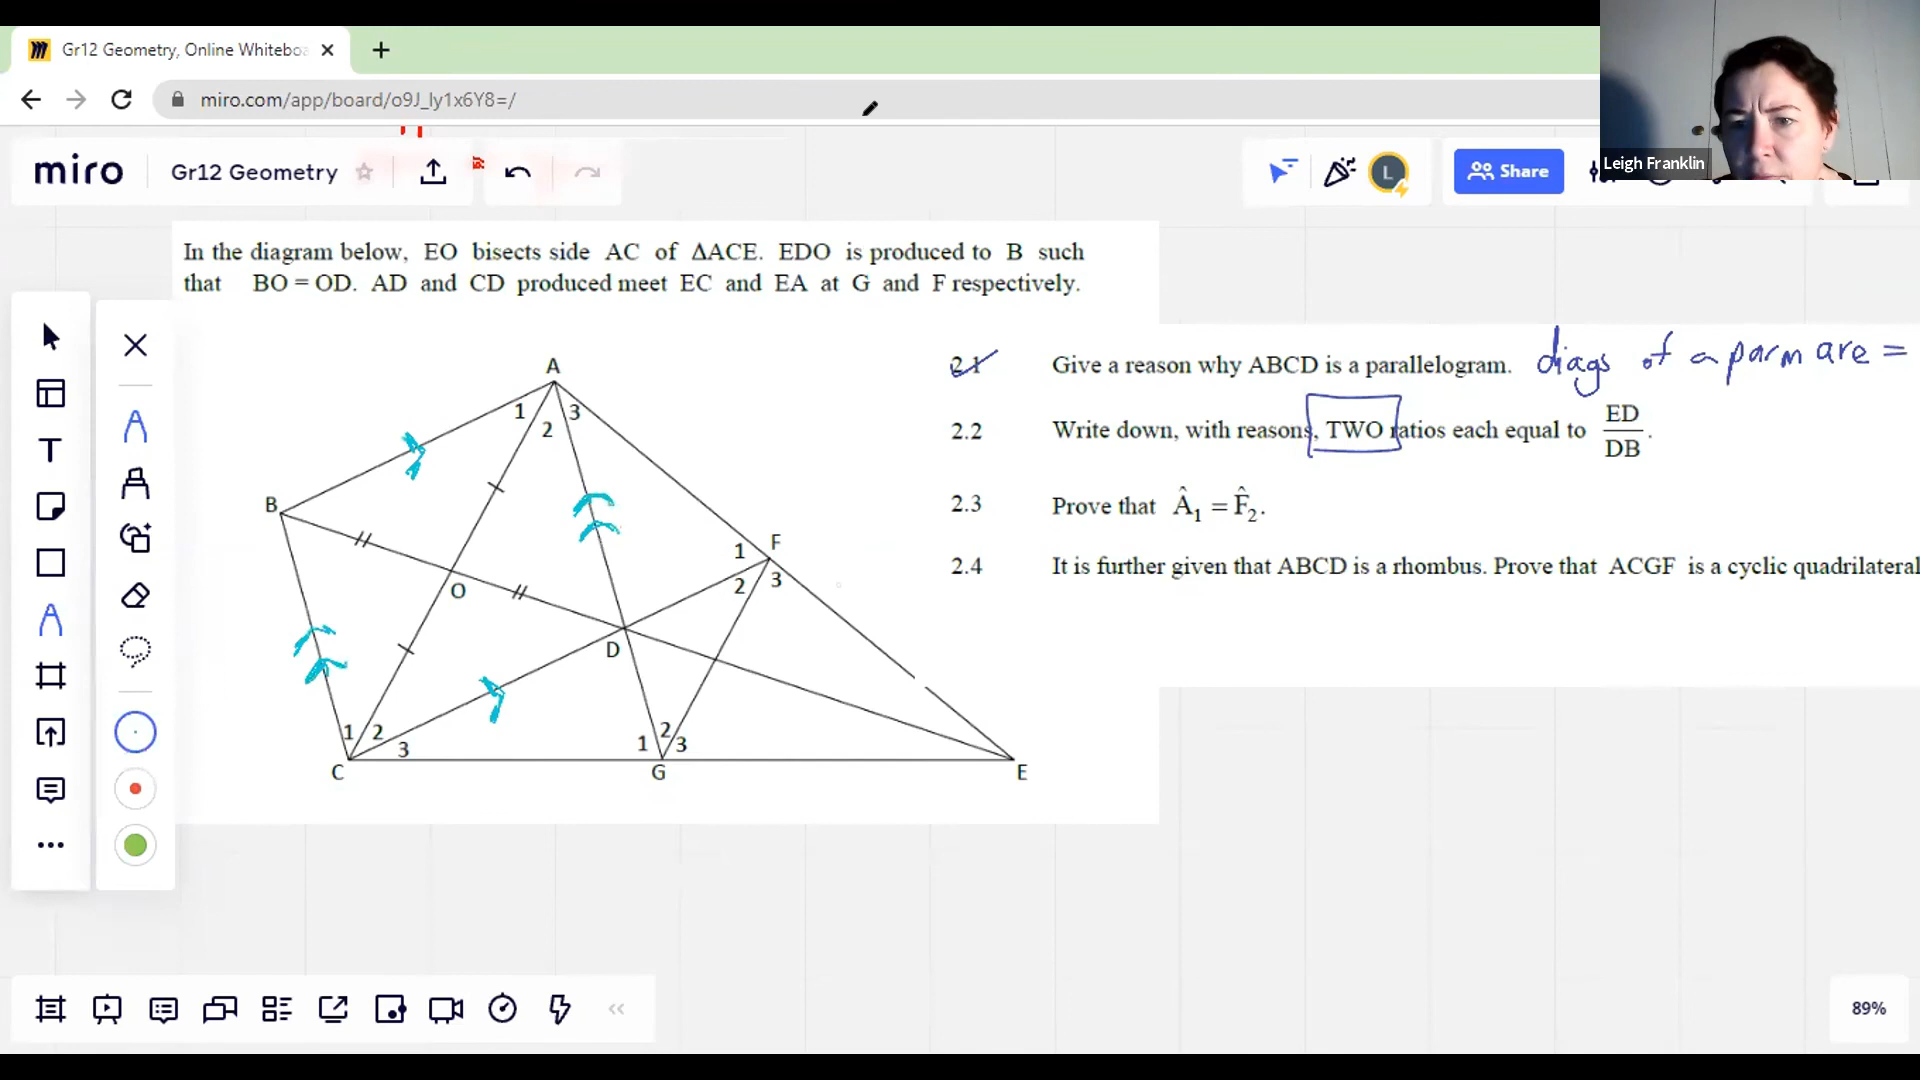 Gr12 Geometry, Online Whiteboa
miro.com/app/board/o9J_ly1x6Y8=/
miro
Gr12 Geometry
L
Share
Leigh Franklin
In the diagram below, EO bisects side AC of ΔACE. EDO is produced to B such
that BO = OD. AD and CD produced meet EC and EA at G and F respectively.
2.1 Give a reason why ABCD is a parallelogram. diags of a parm are =
2.2 Write down, with reasons, TWO ratios each equal to ED/DB.
2.3 Prove that Â₁ = F̂₂.
2.4 It is further given that ABCD is a rhombus. Prove that ACGF is a cyclic quadrilateral
A
1 3
2
B
F
1
2 3
O
D
1 2
3
2
1 3
C
G
E
T
89%